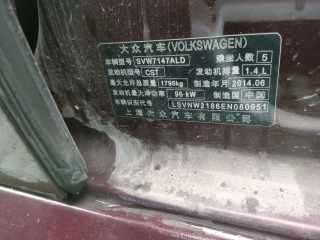 大众汽车(VOLKSWAGEN)
车辆型号 SVW7147ALD 乘坐人数 5
发动机型号 CST 发动机排量 1.4 L
最大允许总质量 1795kg 制造年月 2014.06
发动机最大净功率 96-kW 制造国 中国
车辆识别代号 LSVNW2186EN080951
上海大众汽车有限公司